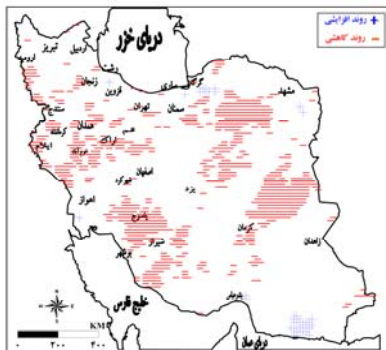 روند افزایشی
روند کاهشی
دریای خزر
اردبیل
تبریز
ارومیه
رشت
زنجان
قزوین
گرگان
ساری
مشهد
تهران
سمنان
سنندج
همدان
کرمانشاه
قم
اراک
ایلام
خرم آباد
اصفهان
شهرکرد
یزد
اهواز
یاسوج
کرمان
شیراز
زاهدان
بوشهر
خلیج فارس
بندرعباس
دریای عمان
KM
۰ ۲۰۰ ۴۰۰